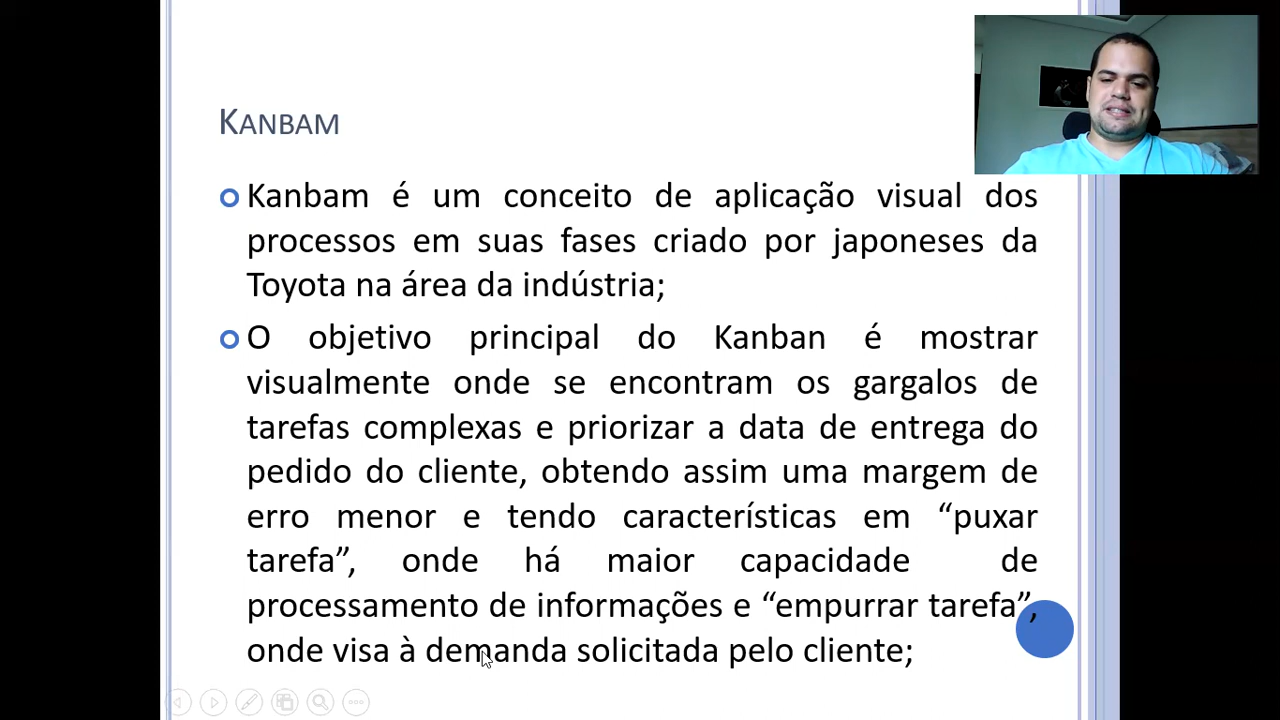 KANBAM
Kanbam é um conceito de aplicação visual dos
processos em suas fases criado por japoneses da
Toyota na área da indústria;
O objetivo principal do Kanban é mostrar
visualmente onde se encontram os gargalos de
tarefas complexas e priorizar a data de entrega do
pedido do cliente, obtendo assim uma margem de
erro menor e tendo características em “puxar
tarefa”, onde há maior capacidade de
processamento de informações e “empurrar tarefa”,
onde visa à demanda solicitada pelo cliente;